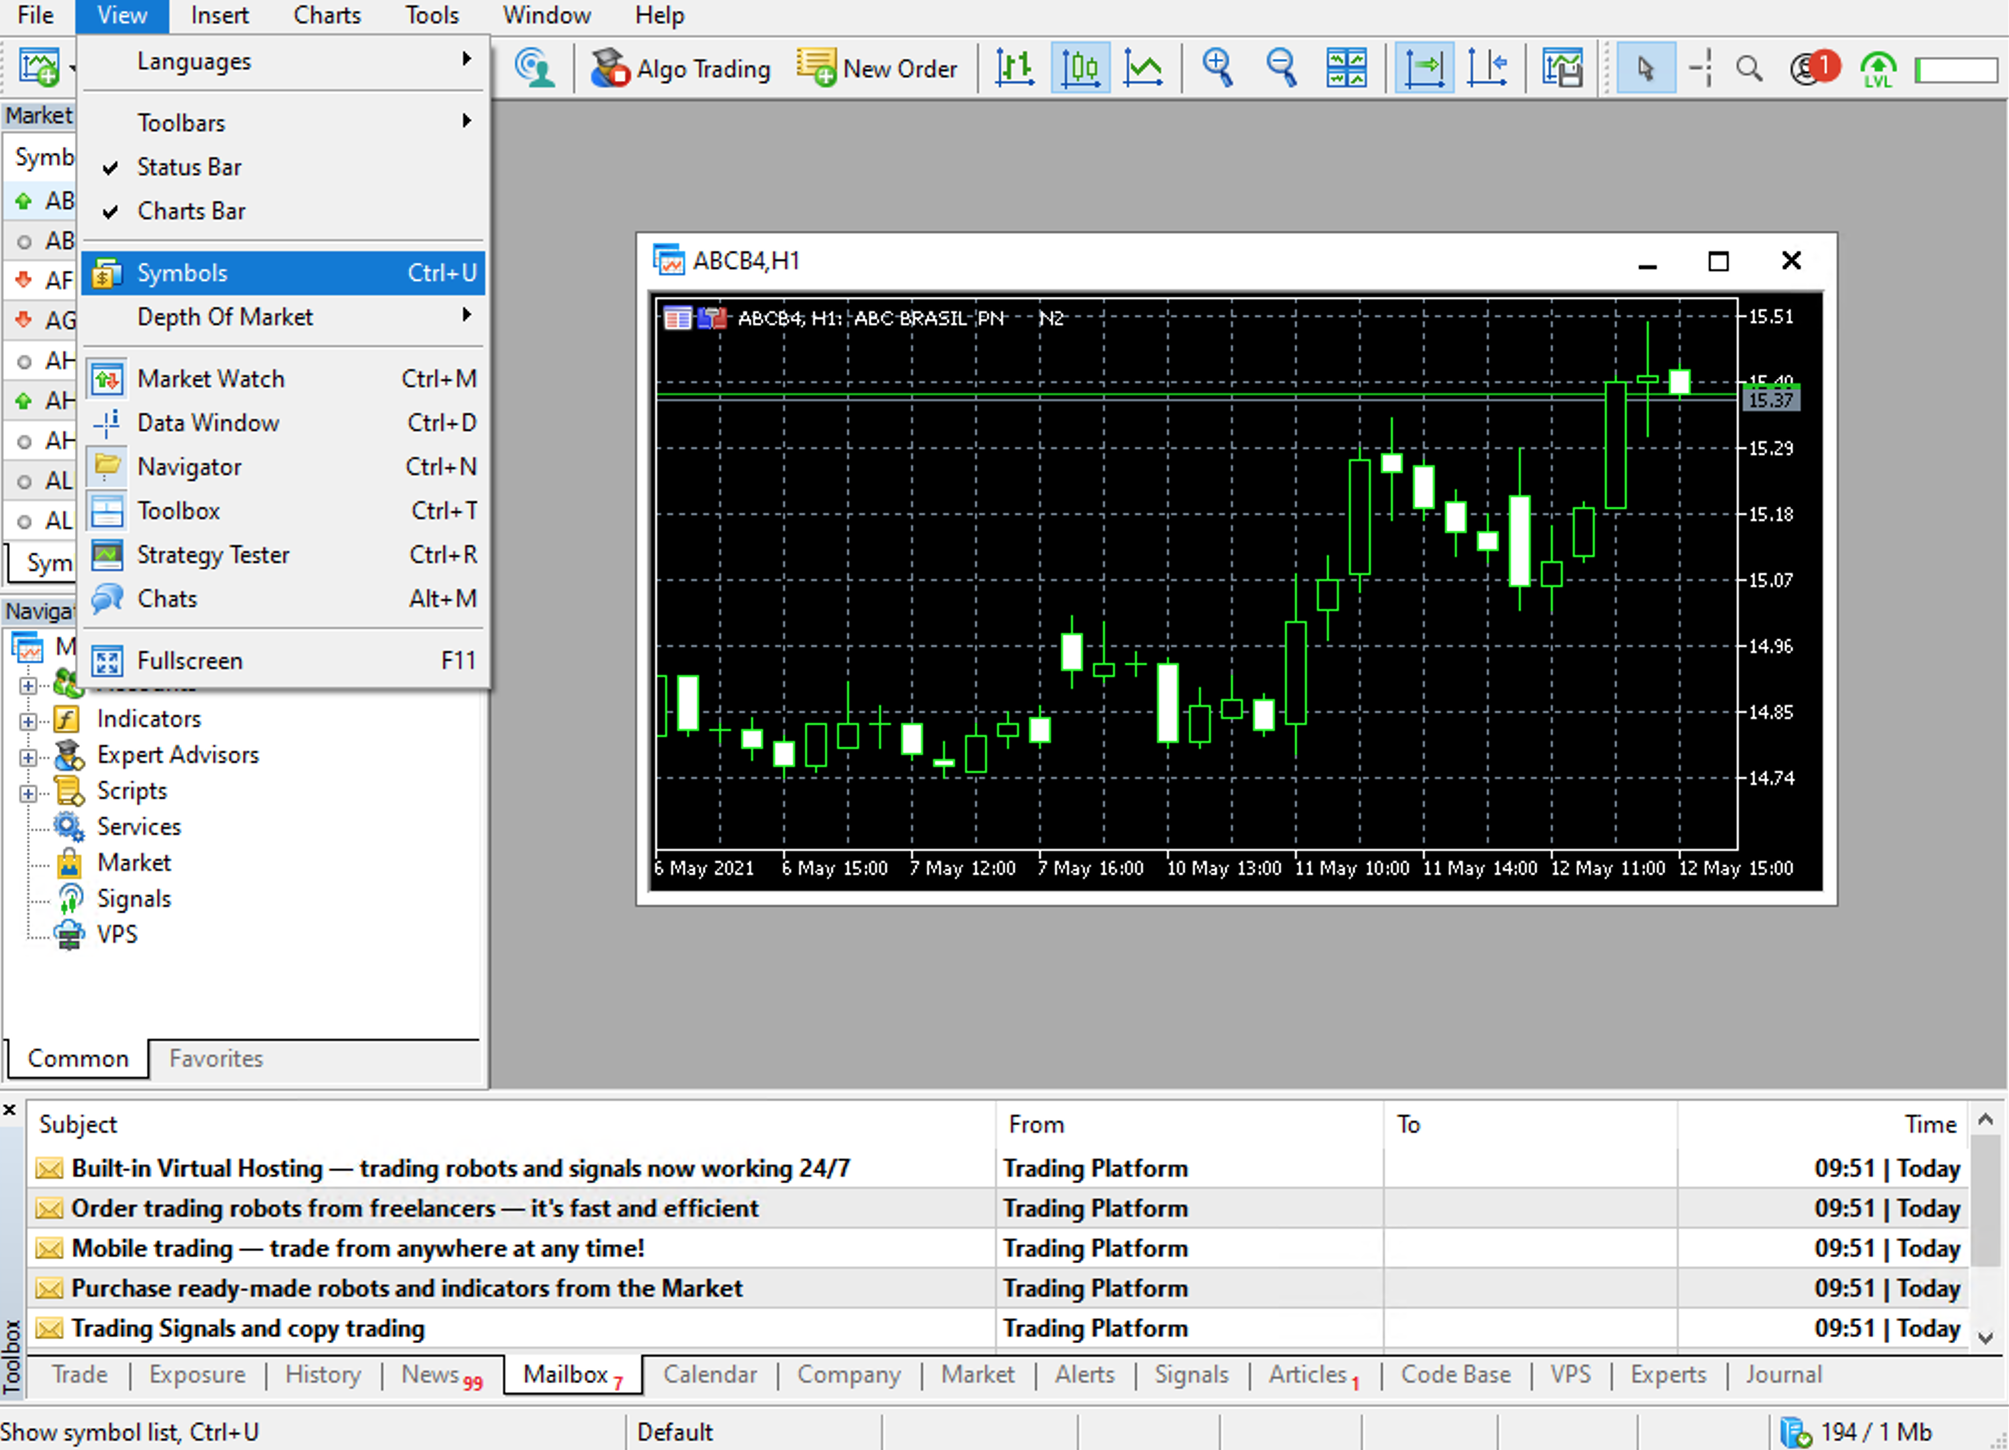 File View Insert Charts Tools Window Help
Algo Trading New Order 1 LVL
Market
Symb
AB
AB
AF
AG
AH
AH
AH
AL
AL
Sym
Languages
Toolbars
Status Bar
Charts Bar
Symbols Ctrl+U
Depth Of Market
Market Watch Ctrl+M
Data Window Ctrl+D
Navigator Ctrl+N
Toolbox Ctrl+T
Strategy Tester Ctrl+R
Chats Alt+M
Fullscreen F11
Navigat
M
Indicators
Expert Advisors
Scripts
Services
Market
Signals
VPS
Common Favorites
ABCB4,H1
ABCB4, H1: ABC BRASIL PN N2
15.51
15.40
15.37
15.29
15.18
15.07
14.96
14.85
14.74
6 May 2021 6 May 15:00 7 May 12:00 7 May 16:00 10 May 13:00 11 May 10:00 11 May 14:00 12 May 11:00 12 May 15:00
Subject From To Time
Built-in Virtual Hosting — trading robots and signals now working 24/7 Trading Platform 09:51 | Today
Order trading robots from freelancers — it's fast and efficient Trading Platform 09:51 | Today
Mobile trading — trade from anywhere at any time! Trading Platform 09:51 | Today
Purchase ready-made robots and indicators from the Market Trading Platform 09:51 | Today
Trading Signals and copy trading Trading Platform 09:51 | Today
Toolbox
Trade | Exposure | History | News 99 Mailbox 7 Calendar | Company | Market | Alerts | Signals | Articles 1 | Code Base | VPS | Experts | Journal
Show symbol list, Ctrl+U Default 194 / 1 Mb